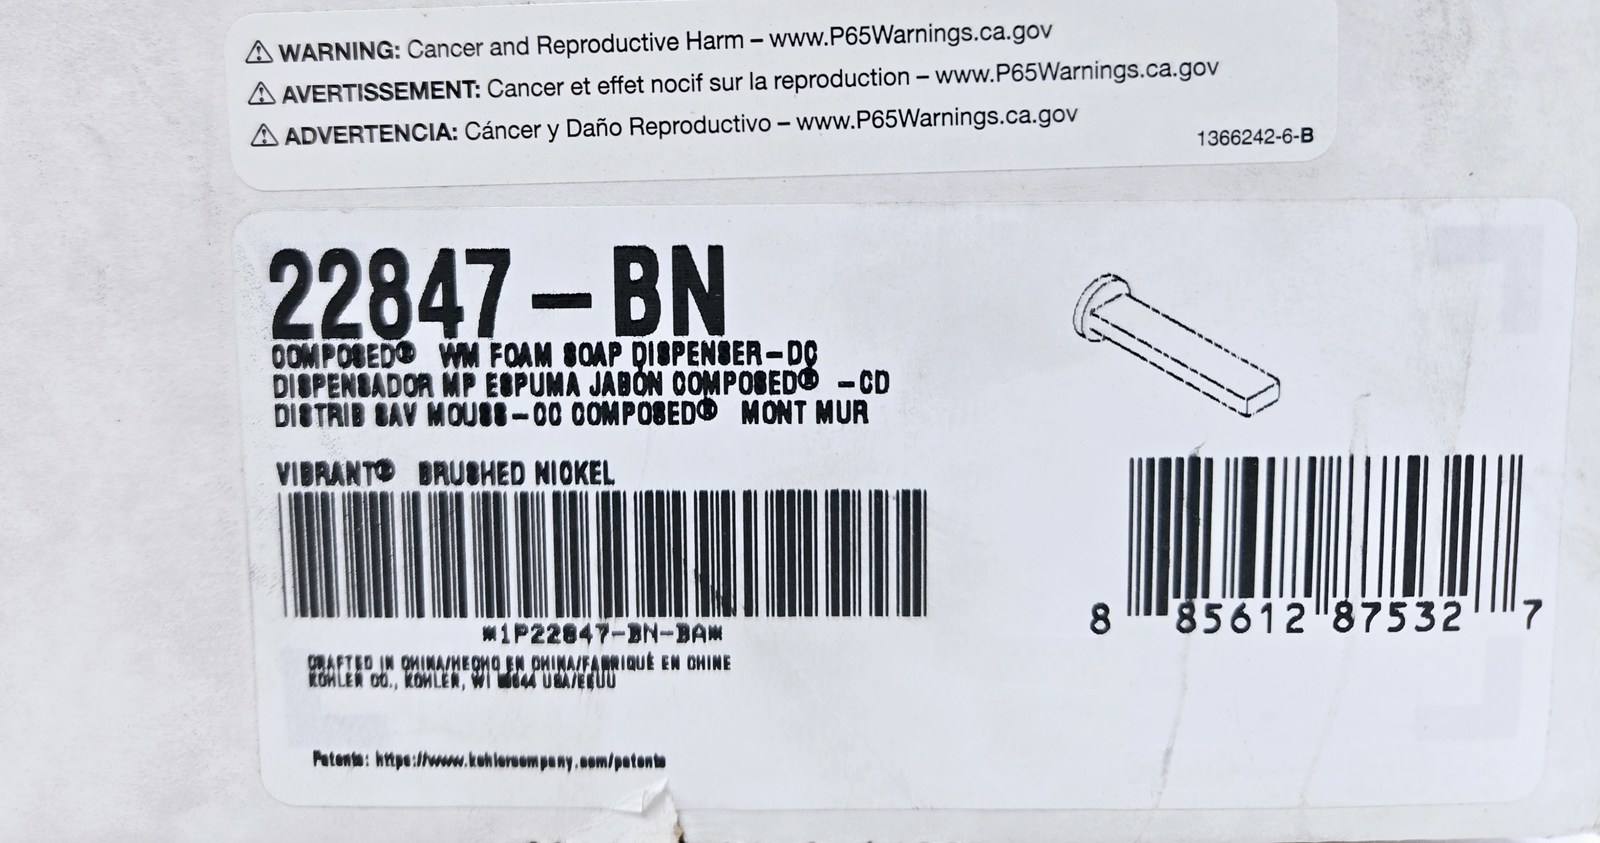 ⚠ WARNING: Cancer and Reproductive Harm – www.P65Warnings.ca.gov
⚠ AVERTISSEMENT: Cancer et effet nocif sur la reproduction – www.P65Warnings.ca.gov
⚠ ADVERTENCIA: Cáncer y Daño Reproductivo – www.P65Warnings.ca.gov
1366242-6-B
22847-BN
COMPOSED® WM FOAM SOAP DISPENSER-DC
DISPENSADOR MP ESPUMA JABÓN COMPOSED® -CD
DISTRIB SAV MOUSS-CC COMPOSED® MONT MUR
VIBRANT® BRUSHED NICKEL
*1P22847-BN-BA*
8 85612 87532 7
CRAFTED IN CHINA/HECHO EN CHINA/FABRIQUÉ EN CHINE
KOHLER CO., KOHLER, WI USA/EEUU
Patents: https://www.kohlercompany.com/patents